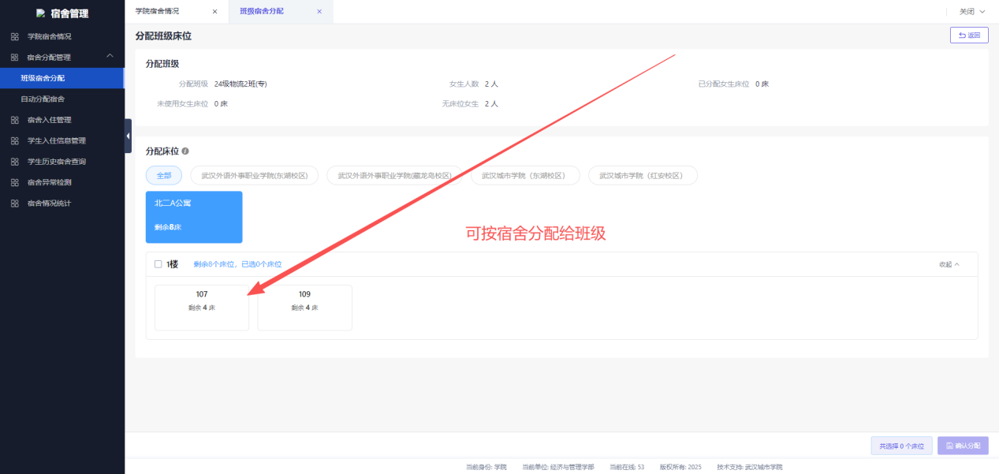 宿舍管理
学院宿舍情况
班级宿舍分配
关闭
学院宿舍情况
宿舍分配管理
班级宿舍分配
自动分配宿舍
宿舍入住管理
学生入住信息管理
学生历史宿舍查询
宿舍异常检测
宿舍情况统计
分配班级床位
返回
分配班级
分配班级 24级物流2班(专) 女生人数 2 人 已分配女生床位 0 床
未使用女生床位 0 床 无床位女生 2 人
分配床位
全部 武汉外语外事职业学院(东湖校区) 武汉外语外事职业学院(藏龙岛校区) 武汉城市学院（东湖校区） 武汉城市学院（红安校区）
北二A公寓
剩余8床
可按宿舍分配给班级
1楼 剩余8个床位，已选0个床位 收起
107 109
剩余 4 床 剩余 4 床
共选择 0 个床位 确认分配
当前身份: 学院 当前单位: 经济与管理学部 当前在线: 53 版权所有: 2025 技术支持: 武汉城市学院